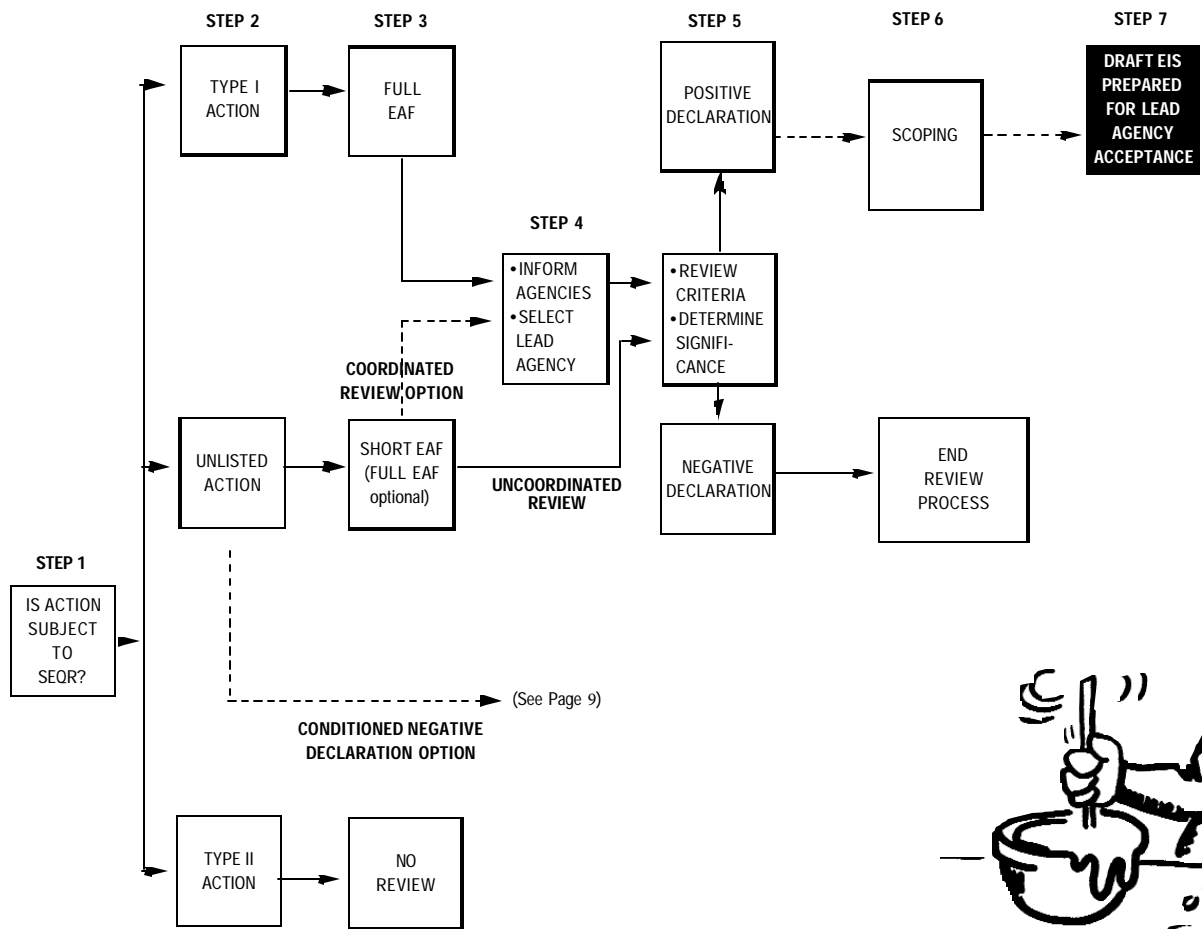 STEP 1
IS ACTION
SUBJECT
TO
SEQR?
STEP 2
TYPE I
ACTION
UNLISTED
ACTION
TYPE II
ACTION
STEP 3
FULL
EAF
COORDINATED
REVIEW OPTION
SHORT EAF
(FULL EAF
optional)
UNCOORDINATED
REVIEW
(See Page 9)
CONDITIONED NEGATIVE
DECLARATION OPTION
NO
REVIEW
STEP 4
•INFORM
AGENCIES
•SELECT
LEAD
AGENCY
STEP 5
POSITIVE
DECLARATION
•REVIEW
CRITERIA
•DETERMINE
SIGNIFI-
CANCE
NEGATIVE
DECLARATION
STEP 6
SCOPING
END
REVIEW
PROCESS
STEP 7
DRAFT EIS
PREPARED
FOR LEAD
AGENCY
ACCEPTANCE